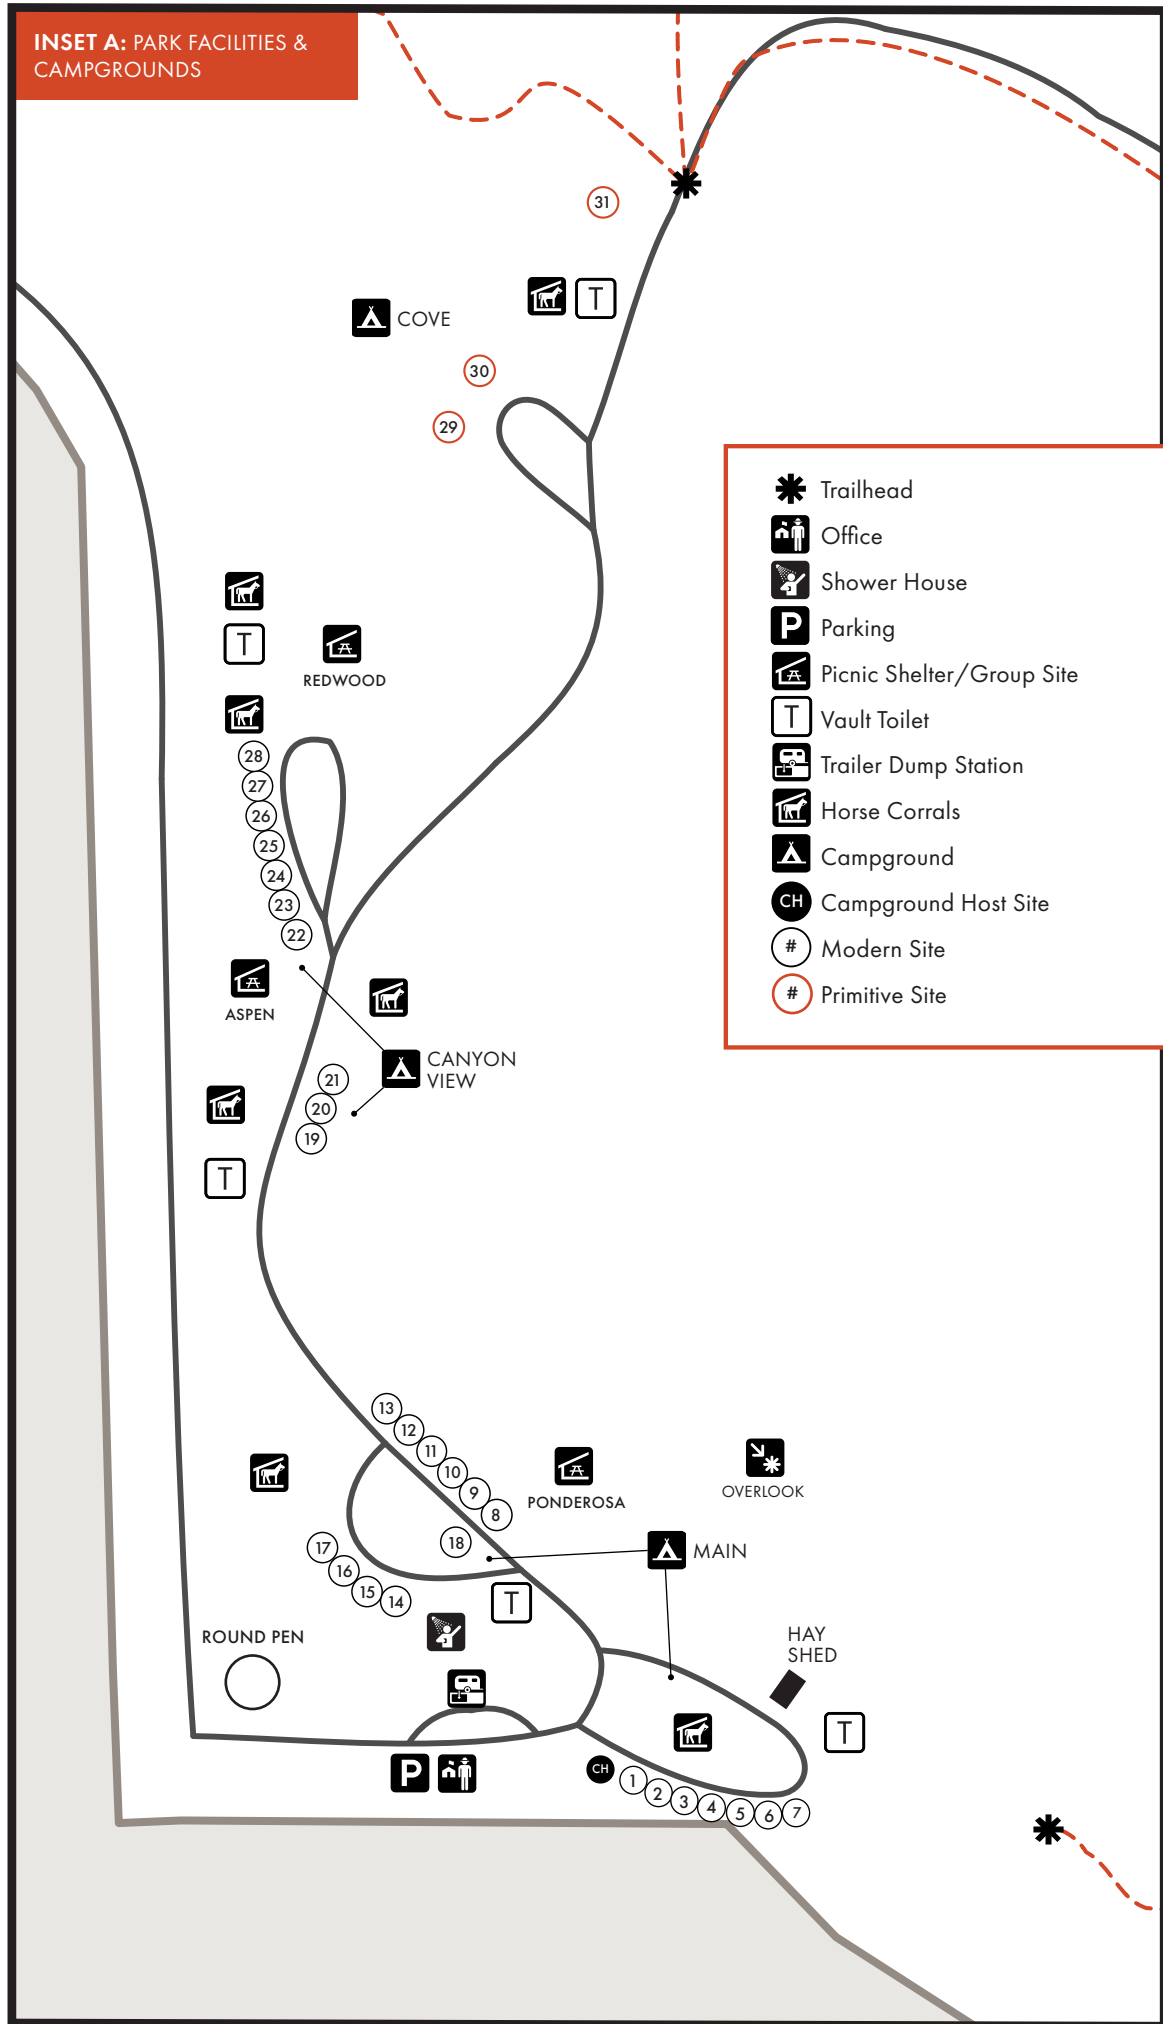 INSET A: PARK FACILITIES &
CAMPGROUNDS
31
T
COVE
30
29
Trailhead
Office
Shower House
P Parking
Picnic Shelter/Group Site
T Vault Toilet
Trailer Dump Station
Horse Corrals
Campground
CH Campground Host Site
# Modern Site
# Primitive Site
T
REDWOOD
28
27
26
25
24
23
22
ASPEN
CANYON
VIEW
21
20
19
T
13
12
11
10
9
8
18
PONDEROSA
OVERLOOK
MAIN
17
16
15
14
T
ROUND PEN
HAY
SHED
T
P
CH
1
2
3
4
5
6
7